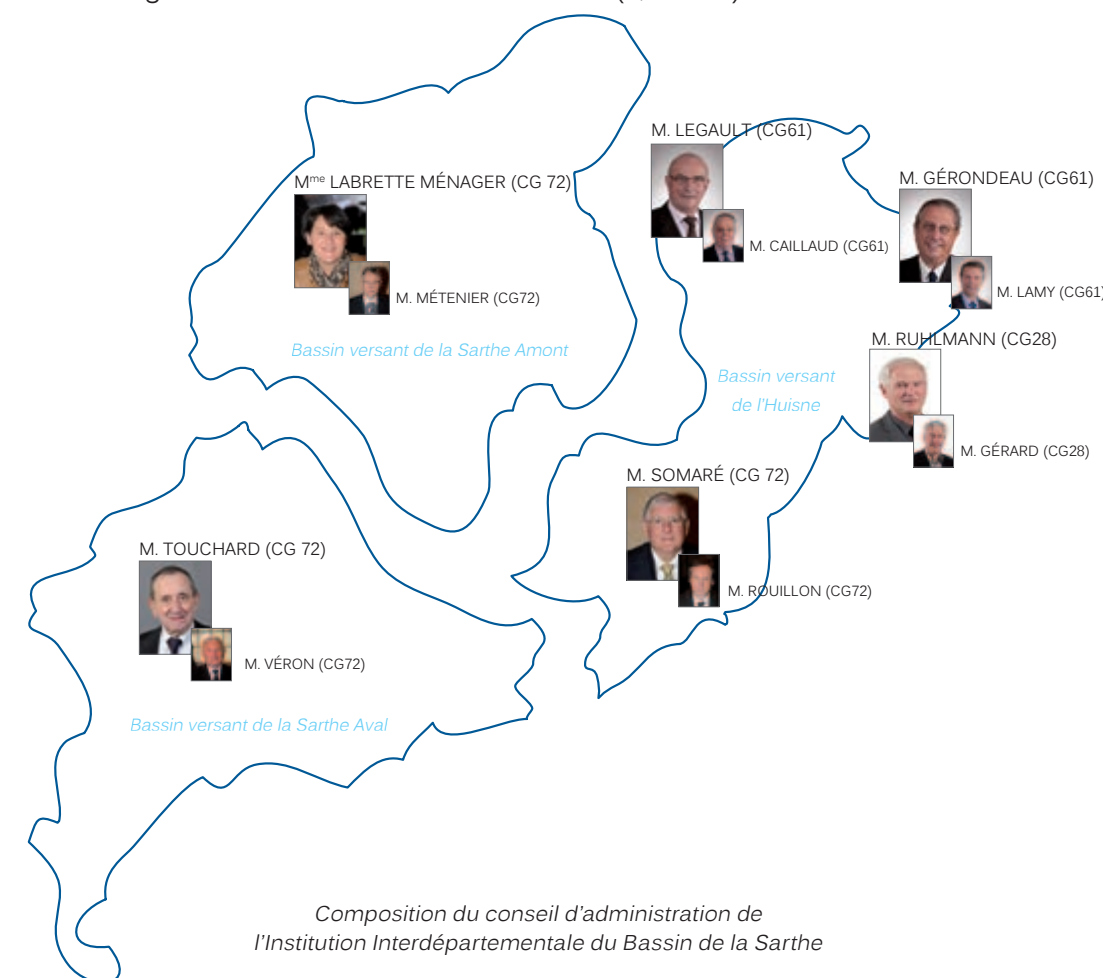 M. LEGAULT (CG61)
M. GÉRONDEAU (CG61)
Mme LABRETTE MÉNAGER (CG 72)
M. CAILLAUD (CG61)
M. MÉTENIER (CG72)
M. LAMY (CG61)
M. RUHLMANN (CG28)
Bassin versant de la Sarthe Amont
Bassin versant
de l'Huisne
M. GÉRARD (CG28)
M. SOMARÉ (CG 72)
M. TOUCHARD (CG 72)
M. ROUILLON (CG72)
M. VÉRON (CG72)
Bassin versant de la Sarthe Aval
Composition du conseil d'administration de
l'Institution Interdépartementale du Bassin de la Sarthe